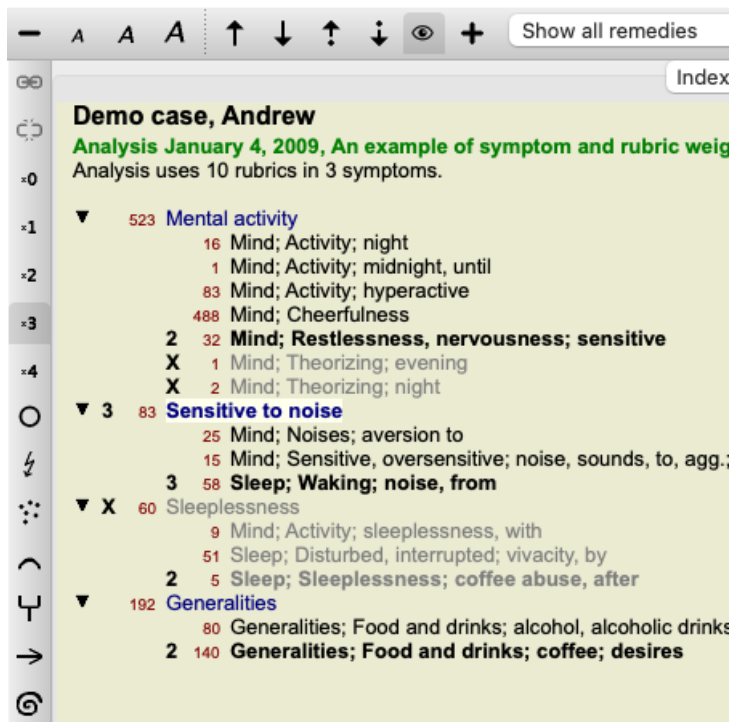 A A A Show all remedies
Index
Demo case, Andrew
Analysis January 4, 2009, An example of symptom and rubric weig
Analysis uses 10 rubrics in 3 symptoms.
▼ 523 Mental activity
16 Mind; Activity; night
1 Mind; Activity; midnight, until
83 Mind; Activity; hyperactive
488 Mind; Cheerfulness
2 32 Mind; Restlessness, nervousness; sensitive
X 1 Mind; Theorizing; evening
X 2 Mind; Theorizing; night
▼ 3 83 Sensitive to noise
25 Mind; Noises; aversion to
15 Mind; Sensitive, oversensitive; noise, sounds, to, agg.;
3 58 Sleep; Waking; noise, from
▼ X 60 Sleeplessness
9 Mind; Activity; sleeplessness, with
51 Sleep; Disturbed, interrupted; vivacity, by
2 5 Sleep; Sleeplessness; coffee abuse, after
▼ 192 Generalities
80 Generalities; Food and drinks; alcohol, alcoholic drinks
2 140 Generalities; Food and drinks; coffee; desires
×0
×1
×2
×3
×4